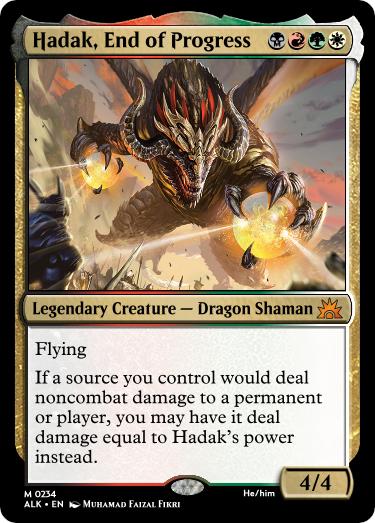 Hadak, End of Progress
Legendary Creature — Dragon Shaman
Flying
If a source you control would deal
noncombat damage to a permanent
or player, you may have it deal
damage equal to Hadak's power
instead.
4/4
M 0234
He/him
ALK • EN Muhamad Faizal Fikri